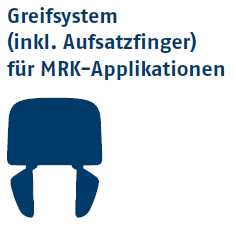 Greifsystem
(inkl. Aufsatzfinger)
für MRK-Applikationen